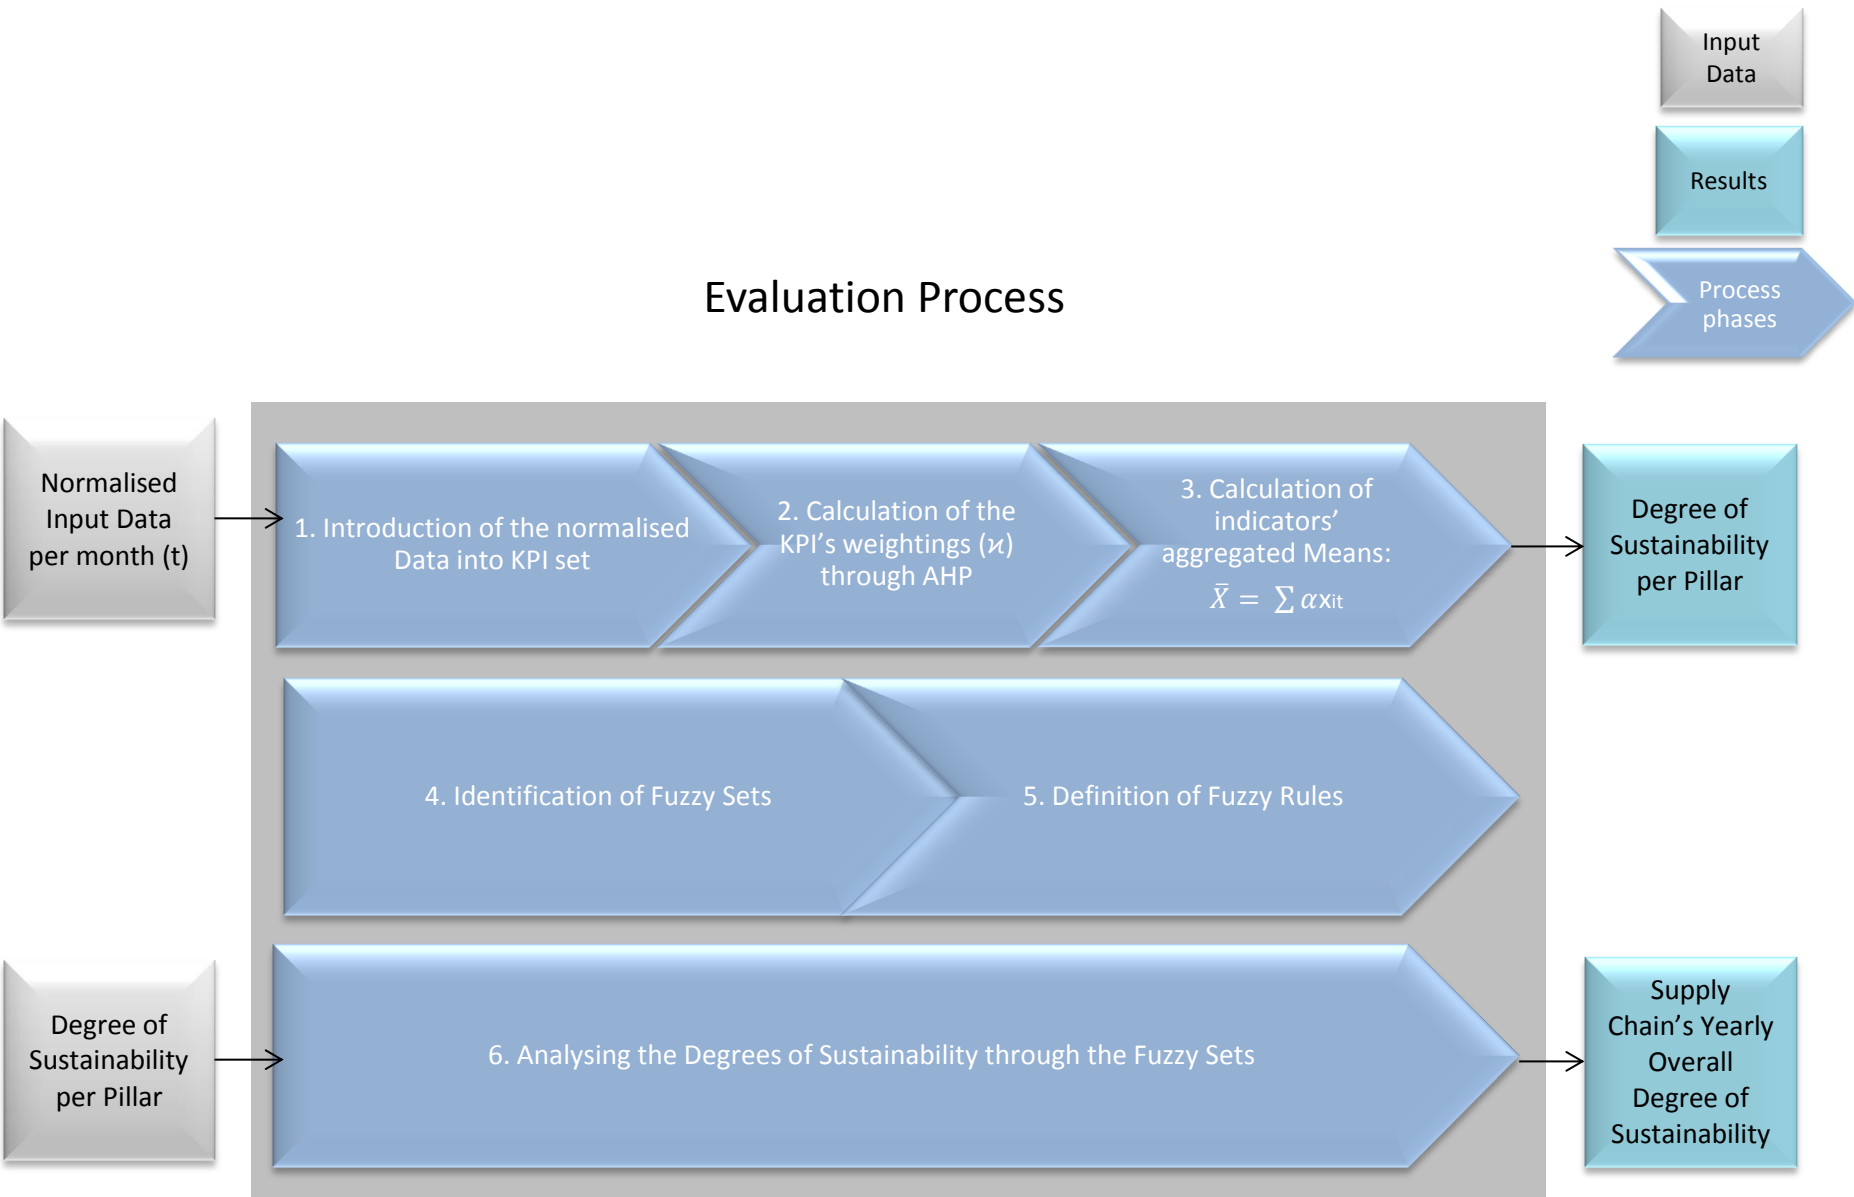 Input
Data
Results
Process
phases
Evaluation Process
Normalised
Input Data
per month (t)
1. Introduction of the normalised
Data into KPI set
2. Calculation of the
KPI’s weightings (ϰ)
through AHP
3. Calculation of
indicators’
aggregated Means:
X̄ = ∑ αxit
Degree of
Sustainability
per Pillar
4. Identification of Fuzzy Sets
5. Definition of Fuzzy Rules
Degree of
Sustainability
per Pillar
6. Analysing the Degrees of Sustainability through the Fuzzy Sets
Supply
Chain’s Yearly
Overall
Degree of
Sustainability